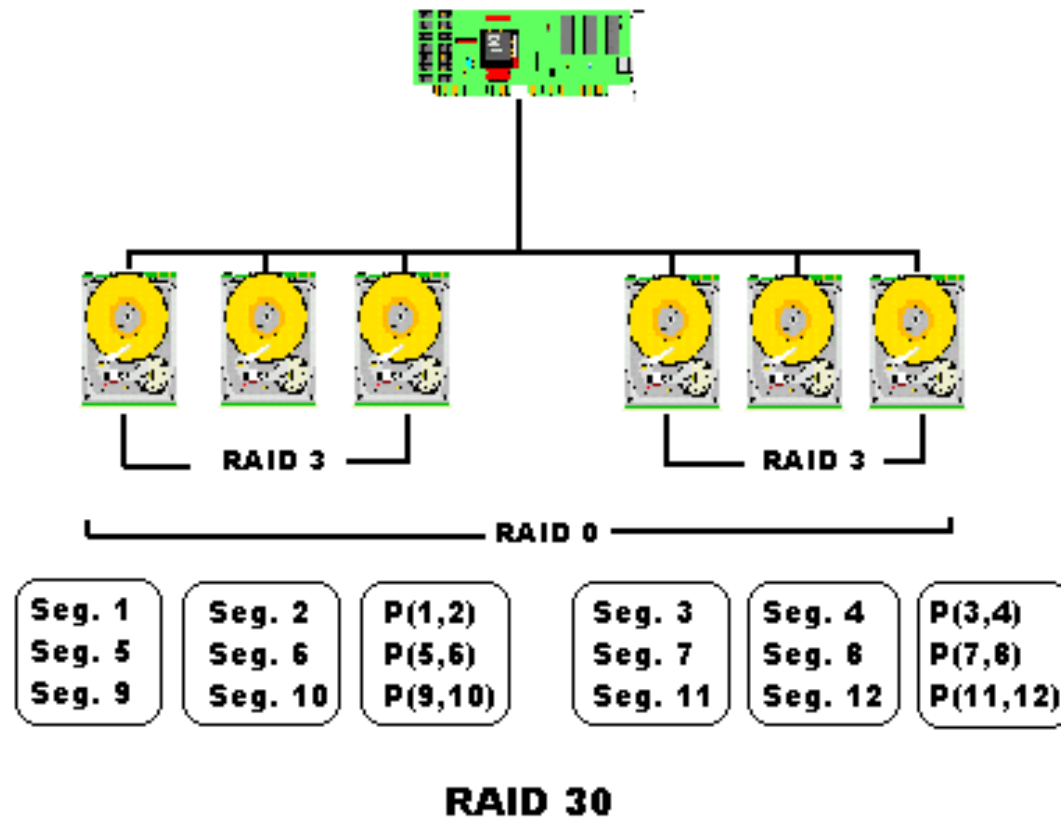 RAID 3
RAID 3
RAID 0
Seg. 1
Seg. 5
Seg. 9
Seg. 2
Seg. 6
Seg. 10
P(1,2)
P(5,6)
P(9,10)
Seg. 3
Seg. 7
Seg. 11
Seg. 4
Seg. 8
Seg. 12
P(3,4)
P(7,8)
P(11,12)
RAID 30